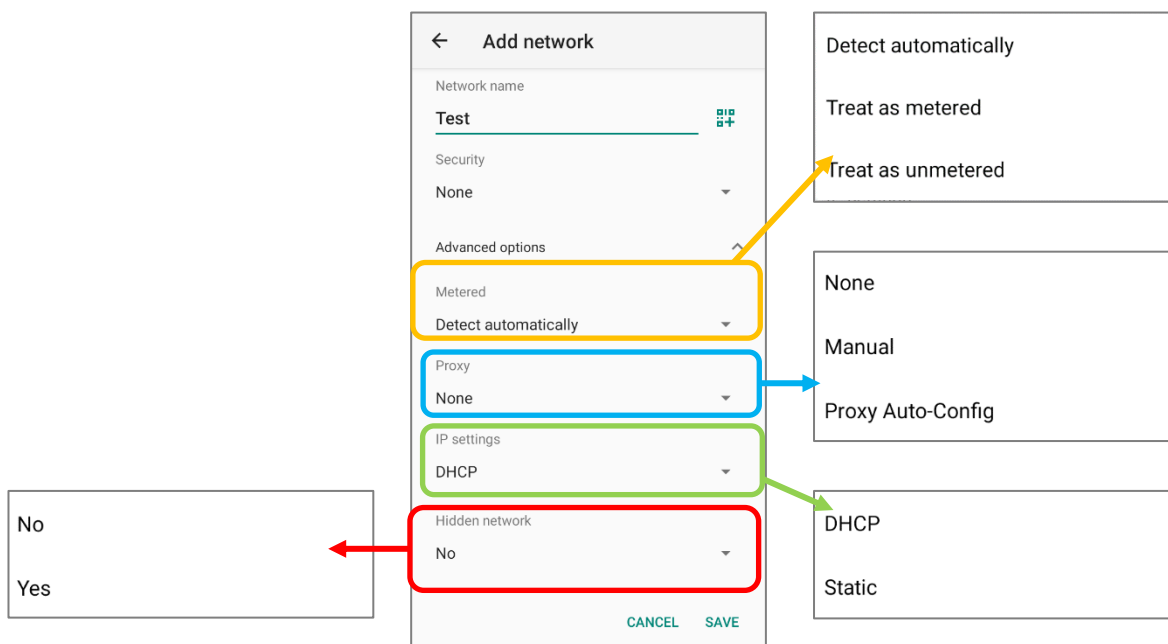 Add network
Network name
Test
Security
None
Advanced options
Metered
Detect automatically
Proxy
None
IP settings
DHCP
Hidden network
No
CANCEL SAVE
Detect automatically
Treat as metered
Treat as unmetered
None
Manual
Proxy Auto-Config
DHCP
Static
No
Yes